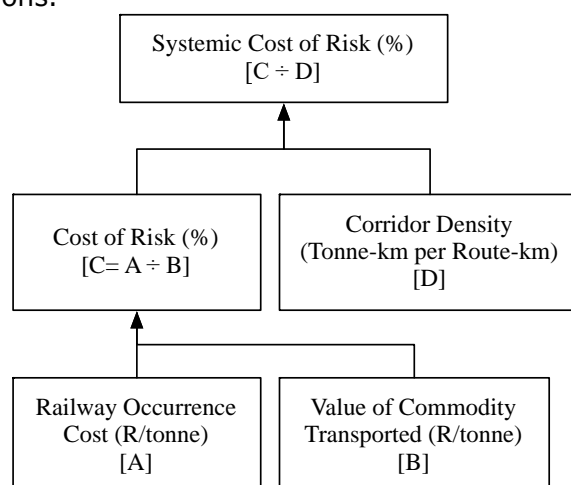 ons:
Systemic Cost of Risk (%)
[C ÷ D]
Cost of Risk (%)
[C= A ÷ B]
Corridor Density
(Tonne-km per Route-km)
[D]
Railway Occurrence
Cost (R/tonne)
[A]
Value of Commodity
Transported (R/tonne)
[B]